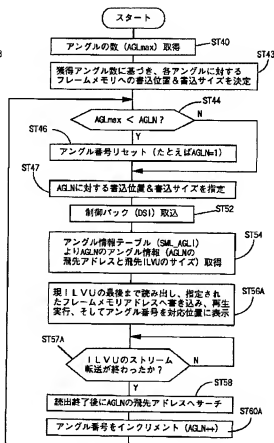 スタート
アングルの数（AGLmax）取得
ST40
獲得アングル数に基づき、各アングルに対する
フレームメモリへの書込位置＆書込サイズを決定
ST43
AGLmax ＜ AGLN？
ST44
N
Y
ST46
アングル番号リセット（たとえばAGLN=1）
ST47
AGLNに対する書込位置＆書込サイズを指定
ST52
制御パック（DSI）取込
ST54
アングル情報テーブル（SML_AGLI）
よりAGLNのアングル情報（AGLNの
飛先アドレスと飛先ILVUのサイズ）取得
ST56A
現ILVUの最後まで読み出し、指定され
たフレームメモリアドレスへ書き込み、再生
実行、そしてアングル番号を対応位置に表示
ST57A
ILVUのストリーム
転送が終わったか？
N
Y
ST58
読出終了後にAGLNの飛先アドレスへサーチ
ST60A
アングル番号をインクリメント（AGLN++）